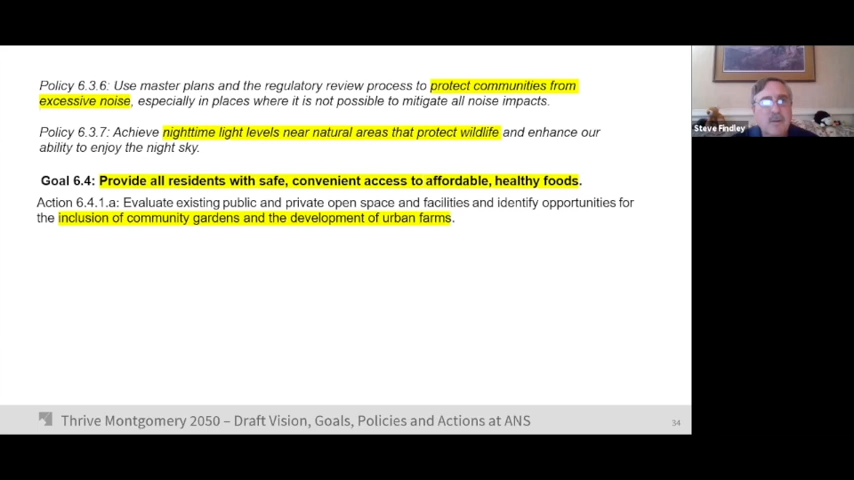 Policy 6.3.6: Use master plans and the regulatory review process to protect communities from
excessive noise, especially in places where it is not possible to mitigate all noise impacts.
Policy 6.3.7: Achieve nighttime light levels near natural areas that protect wildlife and enhance our
ability to enjoy the night sky.
Goal 6.4: Provide all residents with safe, convenient access to affordable, healthy foods.
Action 6.4.1.a: Evaluate existing public and private open space and facilities and identify opportunities for
the inclusion of community gardens and the development of urban farms.
Thrive Montgomery 2050 – Draft Vision, Goals, Policies and Actions at ANS
34
Steve Findley